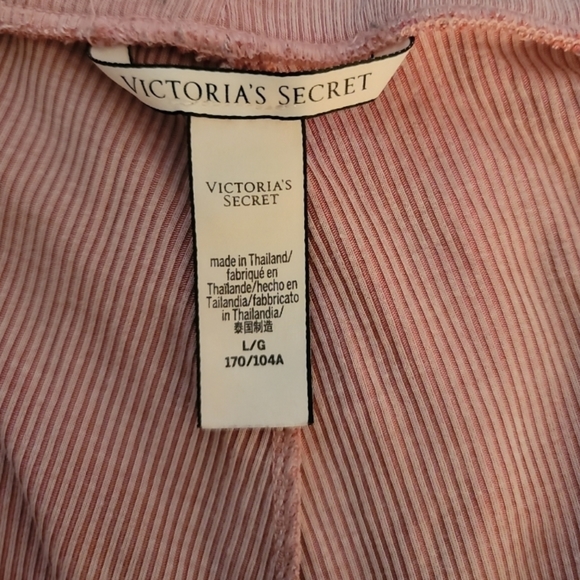 VICTORIA'S SECRET
VICTORIA'S
SECRET
made in Thailand/
fabriqué en
Thaïlande/hecho en
Tailandia/fabbricato
in Thailandia/
泰国制造
L/G
170/104A